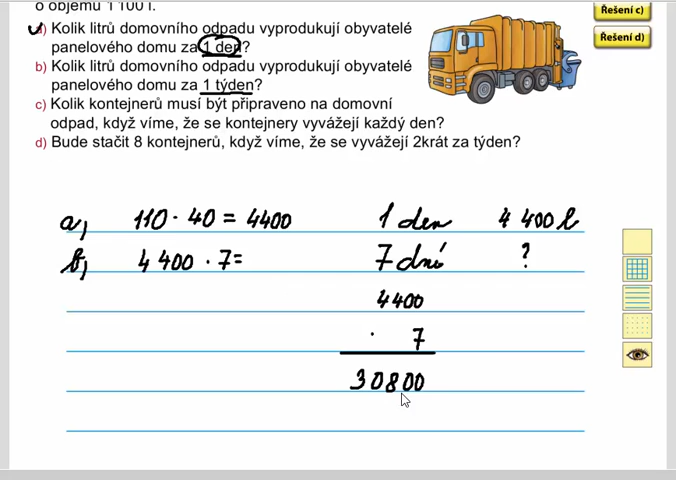 o objemu 1 100 l.
Řešení c)
a) Kolik litrů domovního odpadu vyprodukují obyvatelé
panelového domu za 1 den?
Řešení d)
b) Kolik litrů domovního odpadu vyprodukují obyvatelé
panelového domu za 1 týden?
c) Kolik kontejnerů musí být připraveno na domovní
odpad, když víme, že se kontejnery vyvážejí každý den?
d) Bude stačit 8 kontejnerů, když víme, že se vyvážejí 2krát za týden?
a, 110 · 40 = 4400 1 den 4 400 l
b, 4 400 · 7= 7 dní ?
4400
· 7
30800